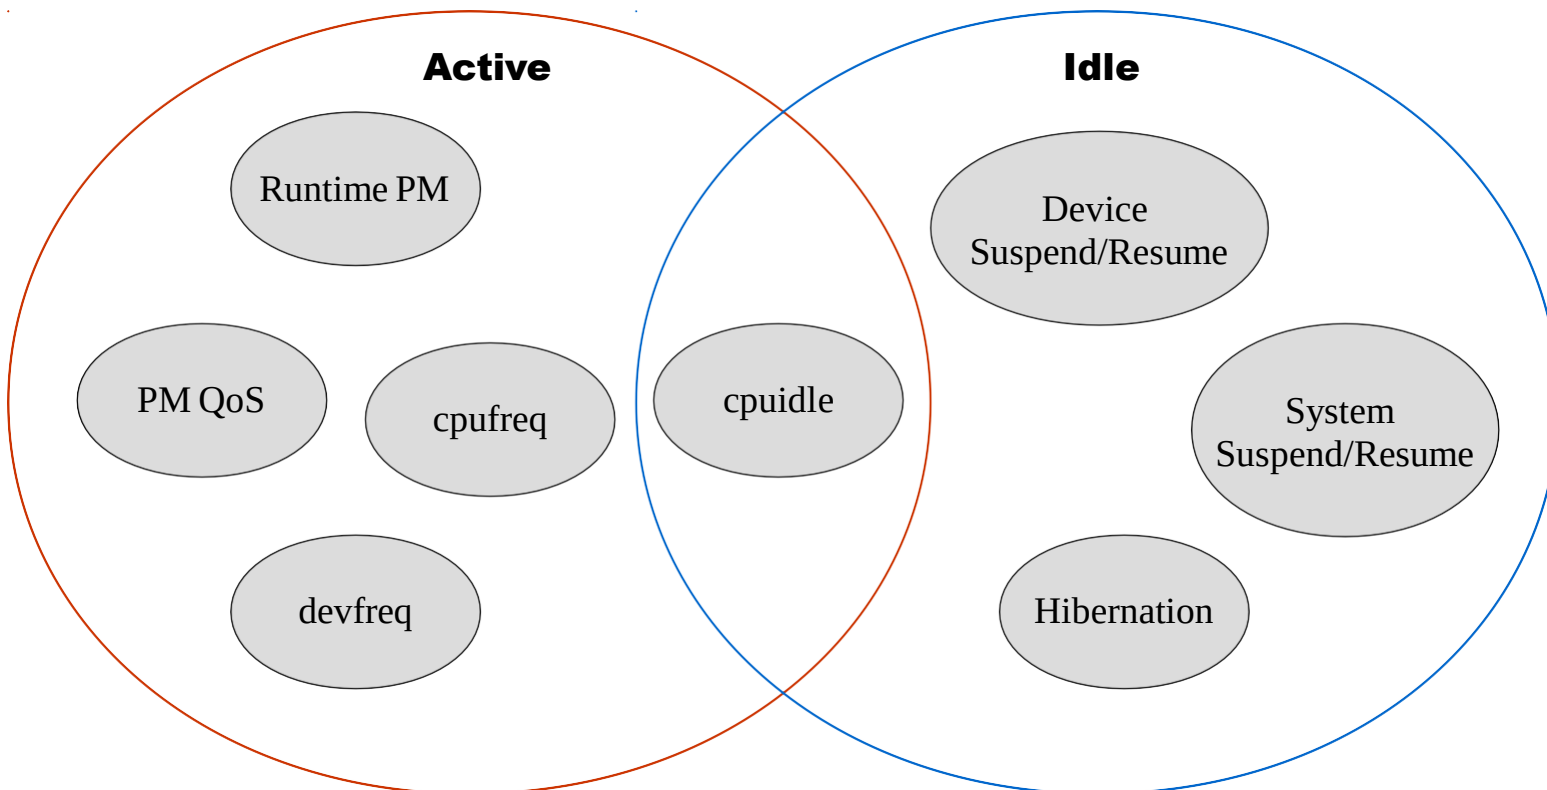 Active
Idle
Runtime PM
Device
Suspend/Resume
PM QoS
cpufreq
cpuidle
System
Suspend/Resume
devfreq
Hibernation